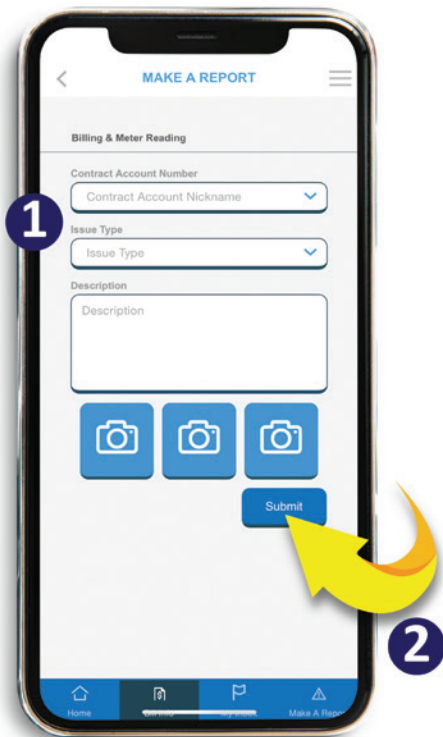 MAKE A REPORT
Billing & Meter Reading
Contract Account Number
Contract Account Nickname
1
Issue Type
Issue Type
Description
Description
Submit
2
Home
Make A Repor